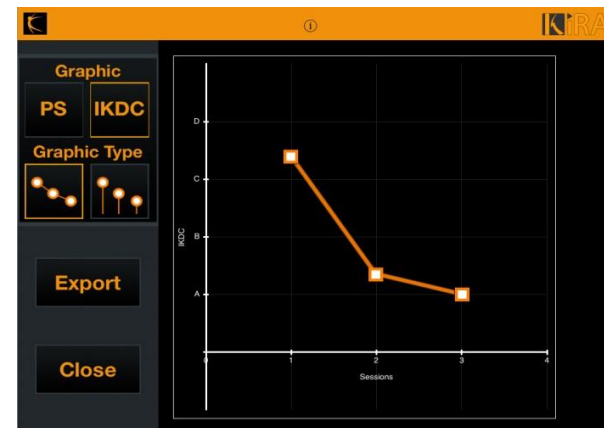 ⓘ
KiRA
Graphic
PS IKDC
Graphic Type
Export
Close
D
C
B
A
IKDC
0 1 2 3 4
Sessions